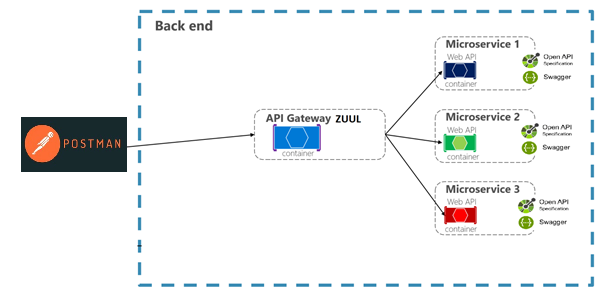 Back end
POSTMAN
API Gateway ZUUL
container
Microservice 1
Web API
container
Open API
Specification
Swagger
Microservice 2
Web API
container
Open API
Specification
Swagger
Microservice 3
Web API
container
Open API
Specification
Swagger